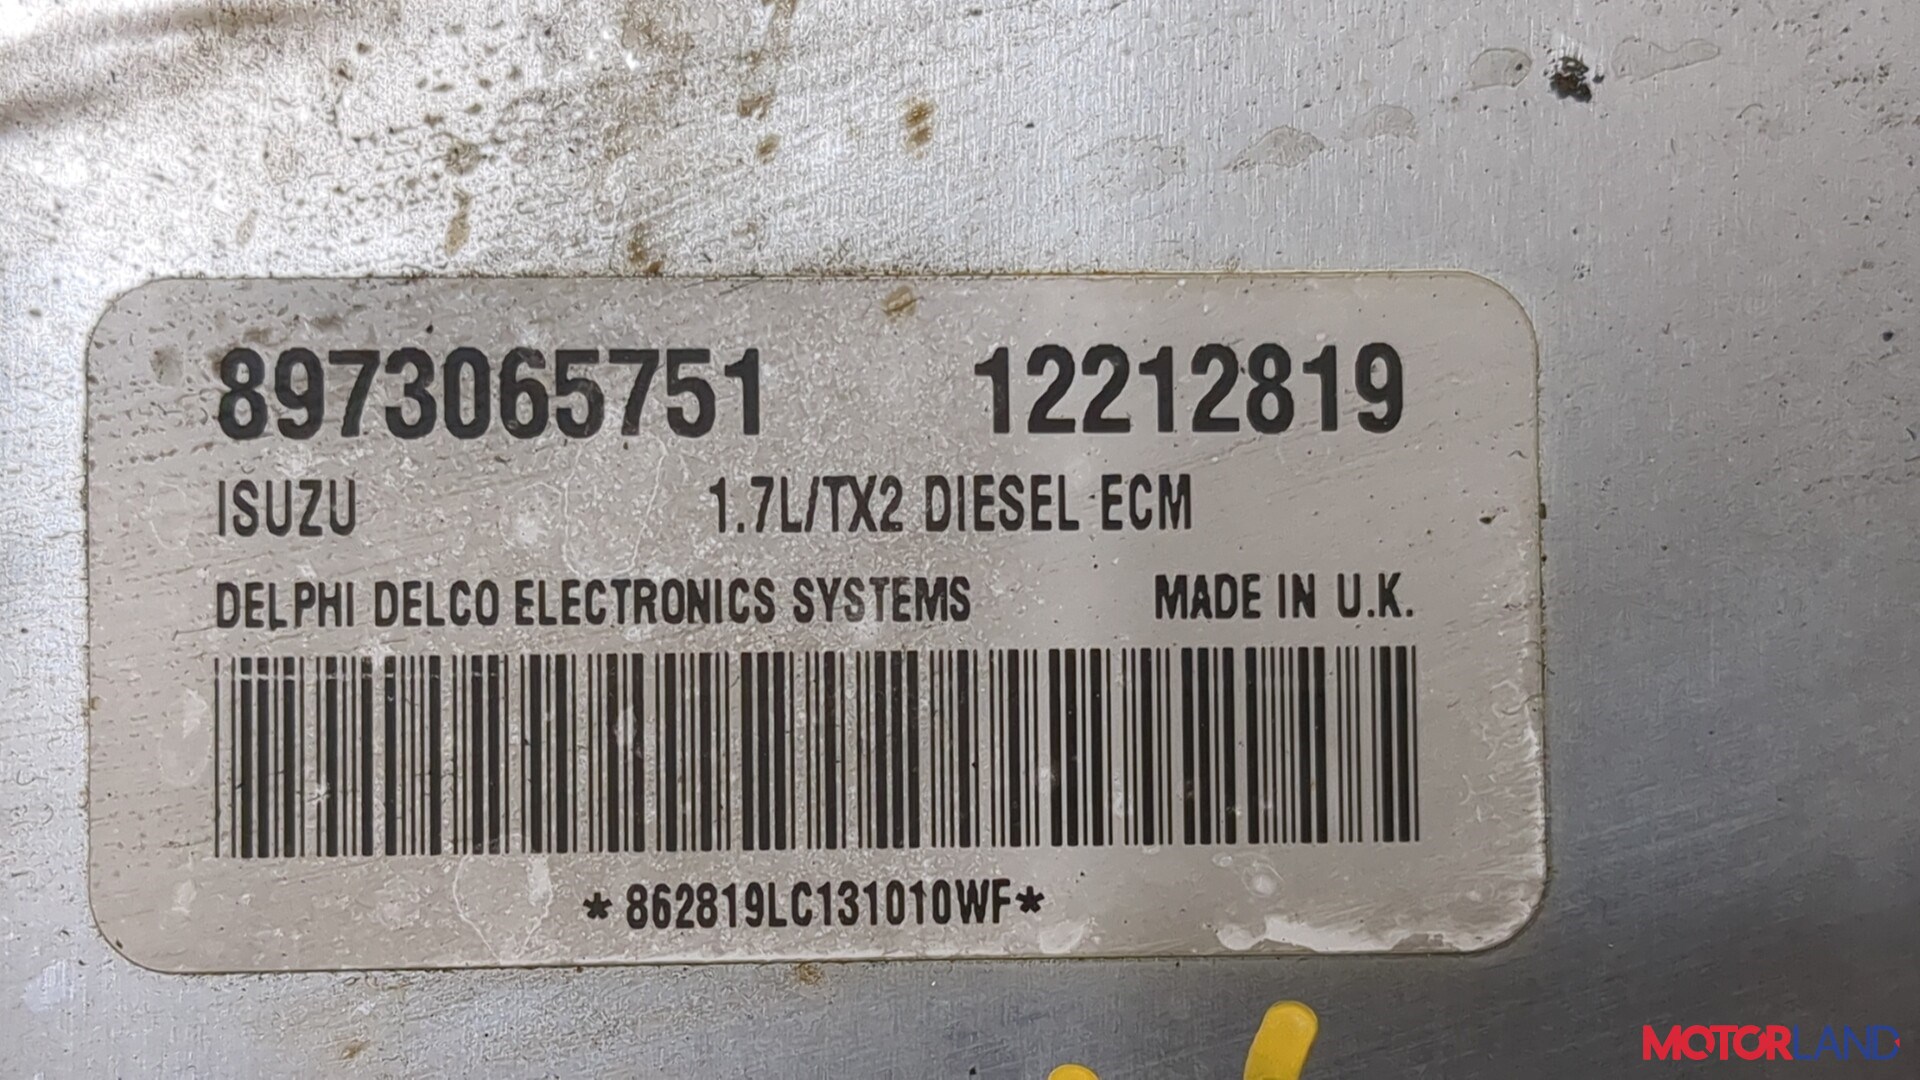 8973065751 12212819
ISUZU 1.7L/TX2 DIESEL ECM
DELPHI DELCO ELECTRONICS SYSTEMS MADE IN U.K.
*862819LC131010WF*
MOTORLAND